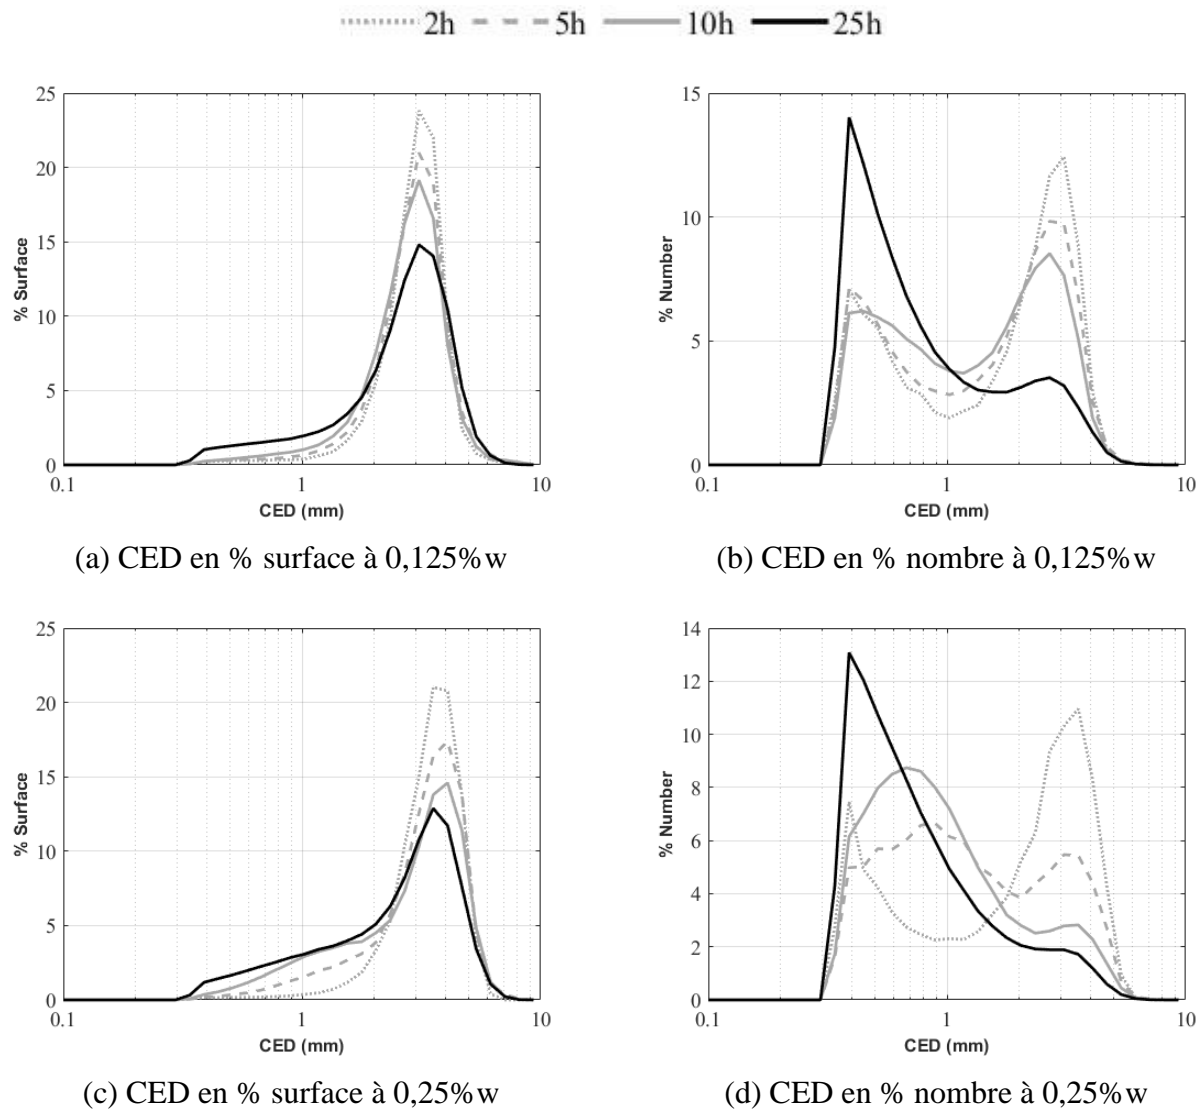 2h 5h 10h 25h
25
20
15
10
5
0
% Surface
0.1 1 10
CED (mm)
(a) CED en % surface à 0,125%w
15
10
5
0
% Number
0.1 1 10
CED (mm)
(b) CED en % nombre à 0,125%w
25
20
15
10
5
0
% Surface
0.1 1 10
CED (mm)
(c) CED en % surface à 0,25%w
14
12
10
8
6
4
2
0
% Number
0.1 1 10
CED (mm)
(d) CED en % nombre à 0,25%w